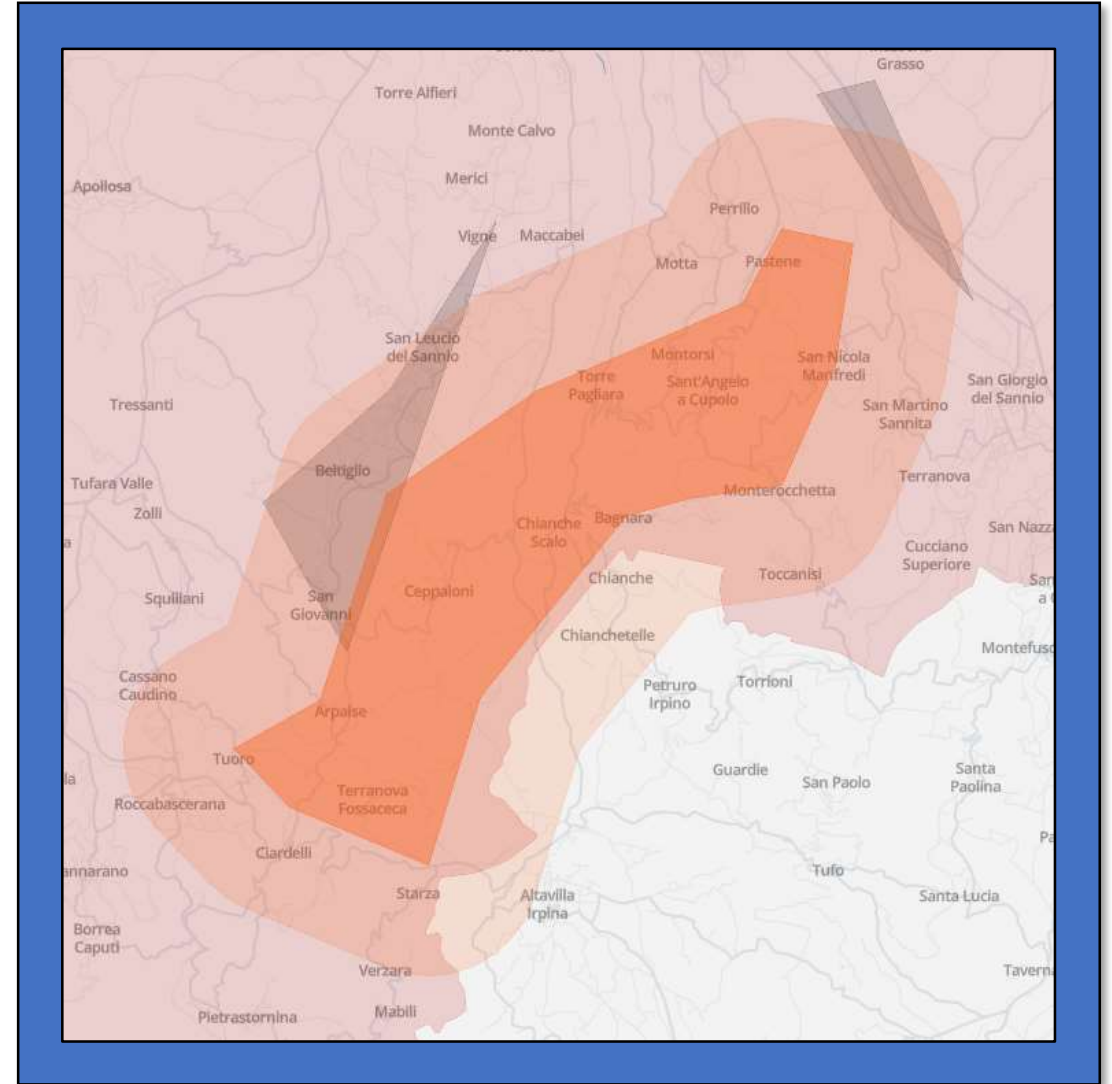 Grasso
Torre Alfieri
Monte Calvo
Merici
Apollosa
Perrillo
Vigne
Maccabei
Motta
Pastene
San Leucio
del Sannio
Montorsi
San Nicola
Manfredi
Torre
Pagliara
Sant'Angelo
a Cupolo
San Giorgio
del Sannio
Tressanti
San Martino
Sannita
Beltiglio
Tufara Valle
Terranova
Monterocchetta
Zolli
Chianche
Scalo
Bagnara
San Nazz
Cucciano
Superiore
Chianche
Toccanisi
Ceppaloni
Squillani
San
Giovanni
San
Chianchetelle
Montefusc
Cassano
Caudino
Petruro
Irpino
Torrioni
Arpaise
Tuoro
Guardie
San Paolo
Santa
Paolina
Roccabascerana
Terranova
Fossaceca
Ciardelli
Tufo
annarano
Starza
Altavilla
Irpina
Santa Lucia
Borrea
Caputi
Verzara
Tavern
Pietrastornina
Mabili